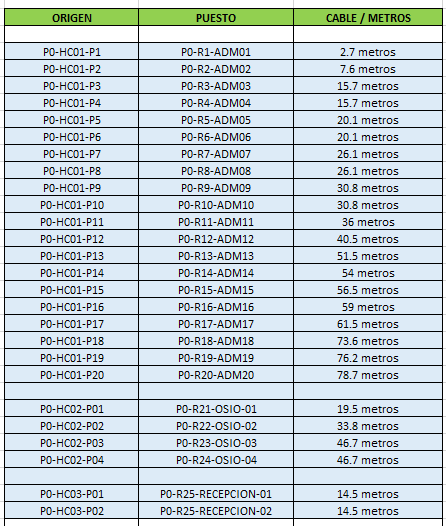 ORIGEN PUESTO CABLE / METROS
P0-HC01-P1 P0-R1-ADM01 2.7 metros
P0-HC01-P2 P0-R2-ADM02 7.6 metros
P0-HC01-P3 P0-R3-ADM03 15.7 metros
P0-HC01-P4 P0-R4-ADM04 15.7 metros
P0-HC01-P5 P0-R5-ADM05 20.1 metros
P0-HC01-P6 P0-R6-ADM06 20.1 metros
P0-HC01-P7 P0-R7-ADM07 26.1 metros
P0-HC01-P8 P0-R8-ADM08 26.1 metros
P0-HC01-P9 P0-R9-ADM09 30.8 metros
P0-HC01-P10 P0-R10-ADM10 30.8 metros
P0-HC01-P11 P0-R11-ADM11 36 metros
P0-HC01-P12 P0-R12-ADM12 40.5 metros
P0-HC01-P13 P0-R13-ADM13 51.5 metros
P0-HC01-P14 P0-R14-ADM14 54 metros
P0-HC01-P15 P0-R15-ADM15 56.5 metros
P0-HC01-P16 P0-R16-ADM16 59 metros
P0-HC01-P17 P0-R17-ADM17 61.5 metros
P0-HC01-P18 P0-R18-ADM18 73.6 metros
P0-HC01-P19 P0-R19-ADM19 76.2 metros
P0-HC01-P20 P0-R20-ADM20 78.7 metros
P0-HC02-P01 P0-R21-OSIO-01 19.5 metros
P0-HC02-P02 P0-R22-OSIO-02 33.8 metros
P0-HC02-P03 P0-R23-OSIO-03 46.7 metros
P0-HC02-P04 P0-R24-OSIO-04 46.7 metros
P0-HC03-P01 P0-R25-RECEPCION-01 14.5 metros
P0-HC03-P02 P0-R25-RECEPCION-02 14.5 metros